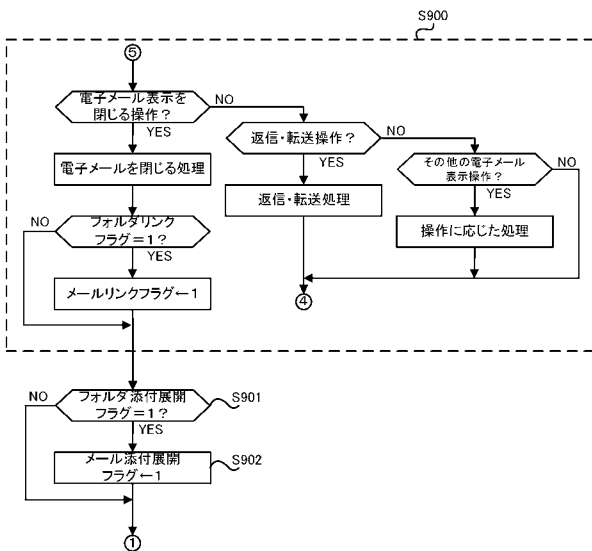 S900
⑤
電子メール表示を
閉じる操作？
NO
YES
返信・転送操作？
NO
YES
その他の電子メール
表示操作？
NO
YES
電子メールを閉じる処理
返信・転送処理
操作に応じた処理
NO
フォルダリンク
フラグ＝1？
YES
メールリンクフラグ←1
④
NO
フォルダ添付展開
フラグ＝1？
S901
YES
メール添付展開
フラグ←1
S902
①